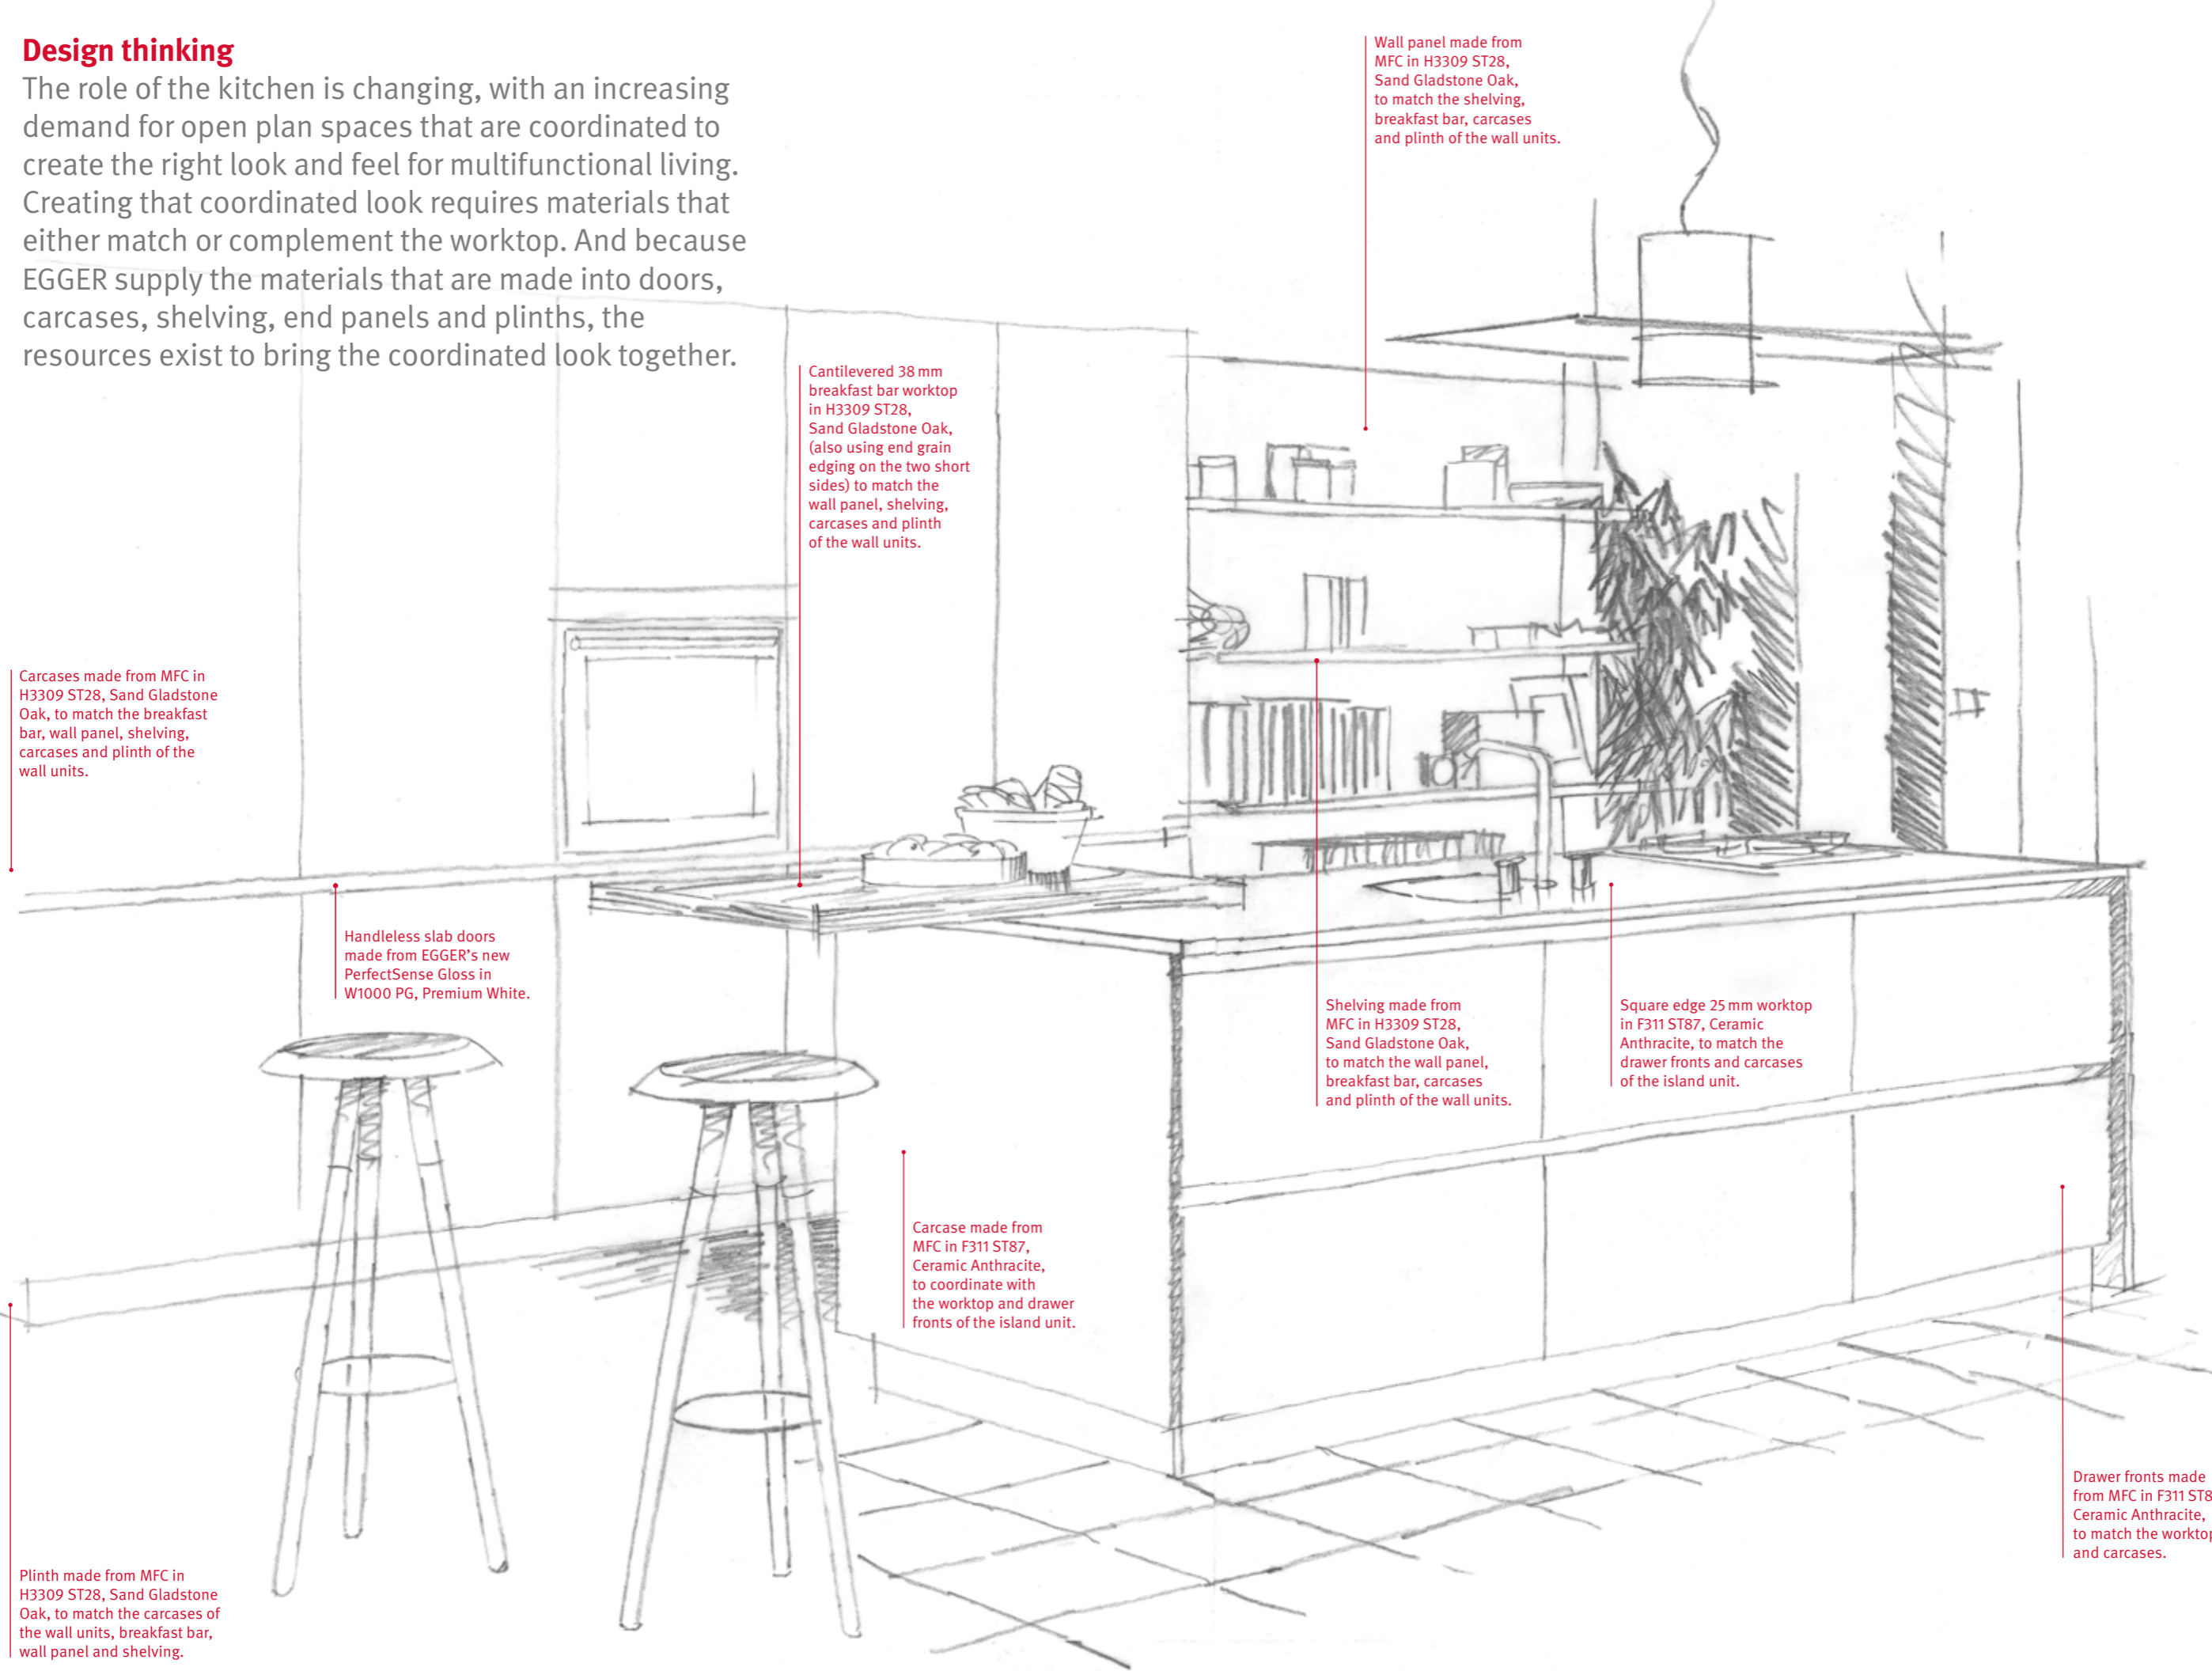 Design thinking
The role of the kitchen is changing, with an increasing
demand for open plan spaces that are coordinated to
create the right look and feel for multifunctional living.
Creating that coordinated look requires materials that
either match or complement the worktop. And because
EGGER supply the materials that are made into doors,
carcases, shelving, end panels and plinths, the
resources exist to bring the coordinated look together.
Wall panel made from
MFC in H3309 ST28,
Sand Gladstone Oak,
to match the shelving,
breakfast bar, carcases
and plinth of the wall units.
Cantilevered 38 mm
breakfast bar worktop
in H3309 ST28,
Sand Gladstone Oak,
(also using end grain
edging on the two short
sides) to match the
wall panel, shelving,
carcases and plinth
of the wall units.
Carcases made from MFC in
H3309 ST28, Sand Gladstone
Oak, to match the breakfast
bar, wall panel, shelving,
carcases and plinth of the
wall units.
Handleless slab doors
made from EGGER's new
PerfectSense Gloss in
W1000 PG, Premium White.
Shelving made from
MFC in H3309 ST28,
Sand Gladstone Oak,
to match the wall panel,
breakfast bar, carcases
and plinth of the wall units.
Square edge 25 mm worktop
in F311 ST87, Ceramic
Anthracite, to match the
drawer fronts and carcases
of the island unit.
Carcase made from
MFC in F311 ST87,
Ceramic Anthracite,
to coordinate with
the worktop and drawer
fronts of the island unit.
Drawer fronts made
from MFC in F311 ST8
Ceramic Anthracite,
to match the worktop
and carcases.
Plinth made from MFC in
H3309 ST28, Sand Gladstone
Oak, to match the carcases of
the wall units, breakfast bar,
wall panel and shelving.